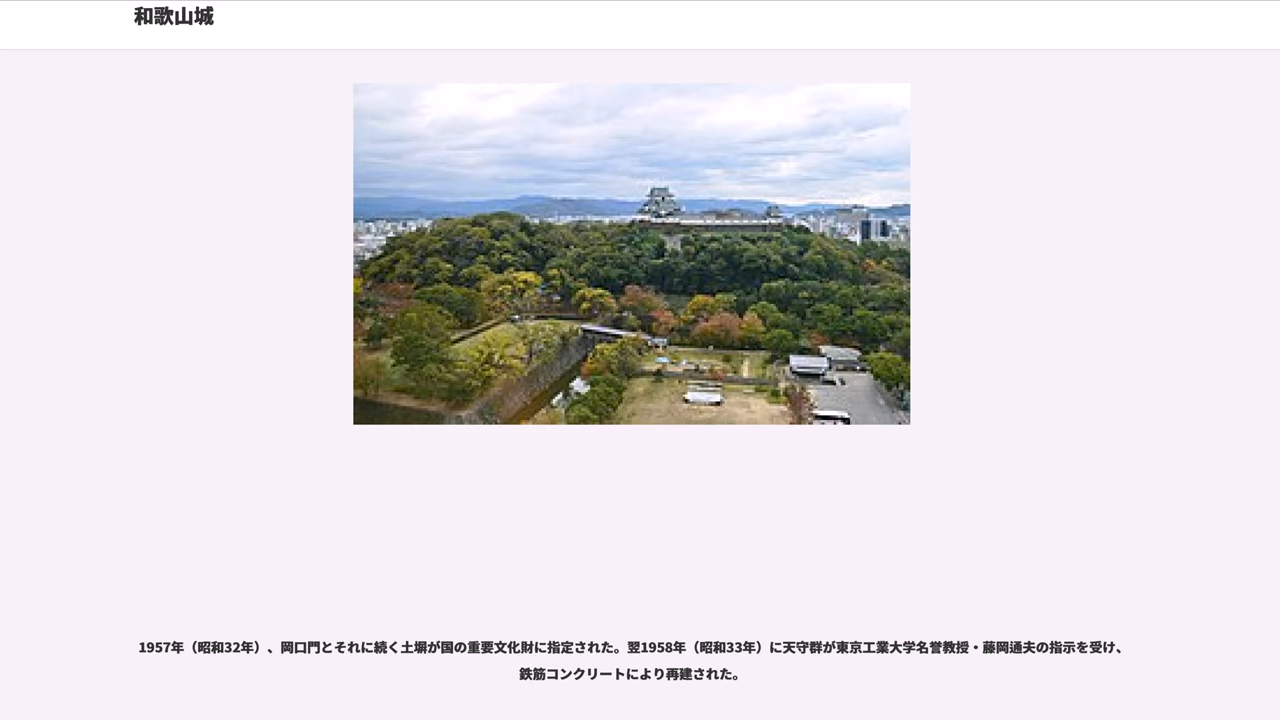 和歌山城
1957年（昭和32年）、岡口門とそれに続く土塀が国の重要文化財に指定された。翌1958年（昭和33年）に天守群が東京工業大学名誉教授・藤岡通夫の指示を受け、
鉄筋コンクリートにより再建された。